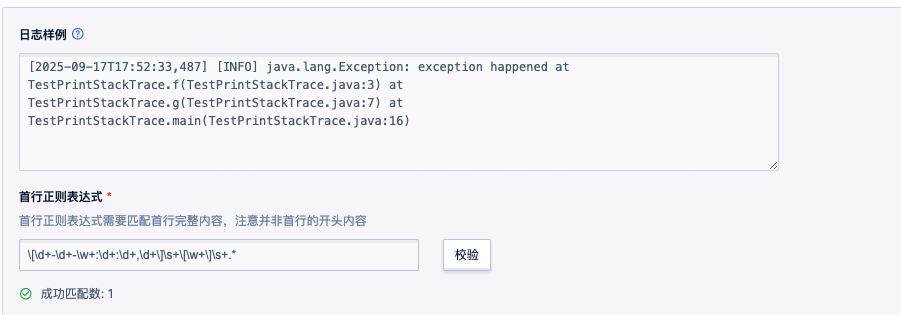 日志样例
[2025-09-17T17:52:33,487] [INFO] java.lang.Exception: exception happened at
TestPrintStackTrace.f(TestPrintStackTrace.java:3) at
TestPrintStackTrace.g(TestPrintStackTrace.java:7) at
TestPrintStackTrace.main(TestPrintStackTrace.java:16)
首行正则表达式 *
首行正则表达式需要匹配首行完整内容，注意并非首行的开头内容
\[\d+-\d+-\w+:\d+:\d+,\d+\]\s+\[\w+\]\s+.*
校验
成功匹配数: 1